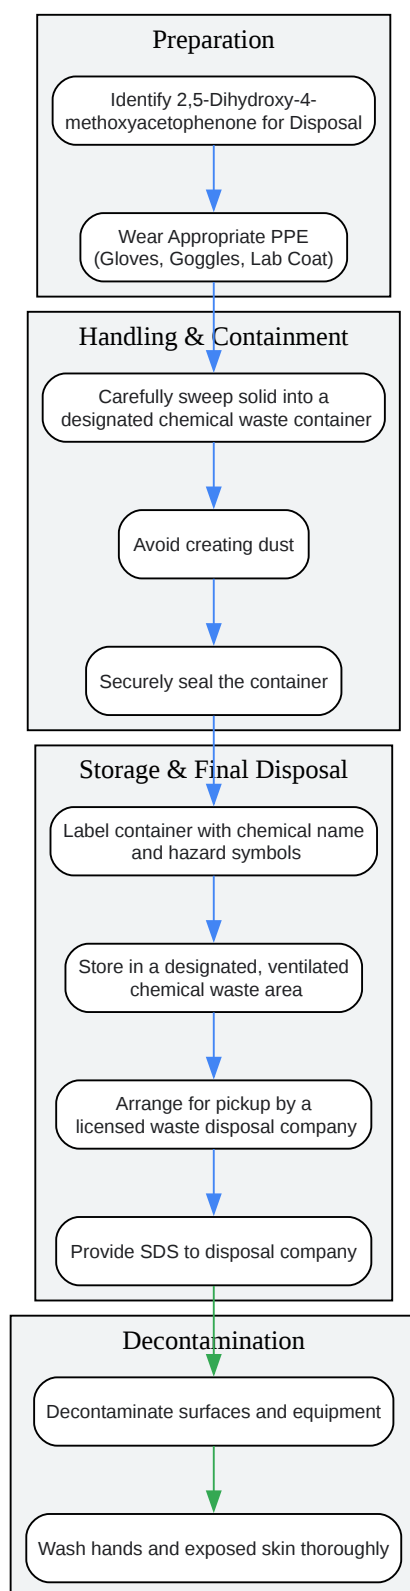 Preparation
Identify 2,5-Dihydroxy-4-
methoxyacetophenone for Disposal
Wear Appropriate PPE
(Gloves, Goggles, Lab Coat)
Handling & Containment
Carefully sweep solid into a
designated chemical waste container
Avoid creating dust
Securely seal the container
Storage & Final Disposal
Label container with chemical name
and hazard symbols
Store in a designated, ventilated
chemical waste area
Arrange for pickup by a
licensed waste disposal company
Provide SDS to disposal company
Decontamination
Decontaminate surfaces and equipment
Wash hands and exposed skin thoroughly